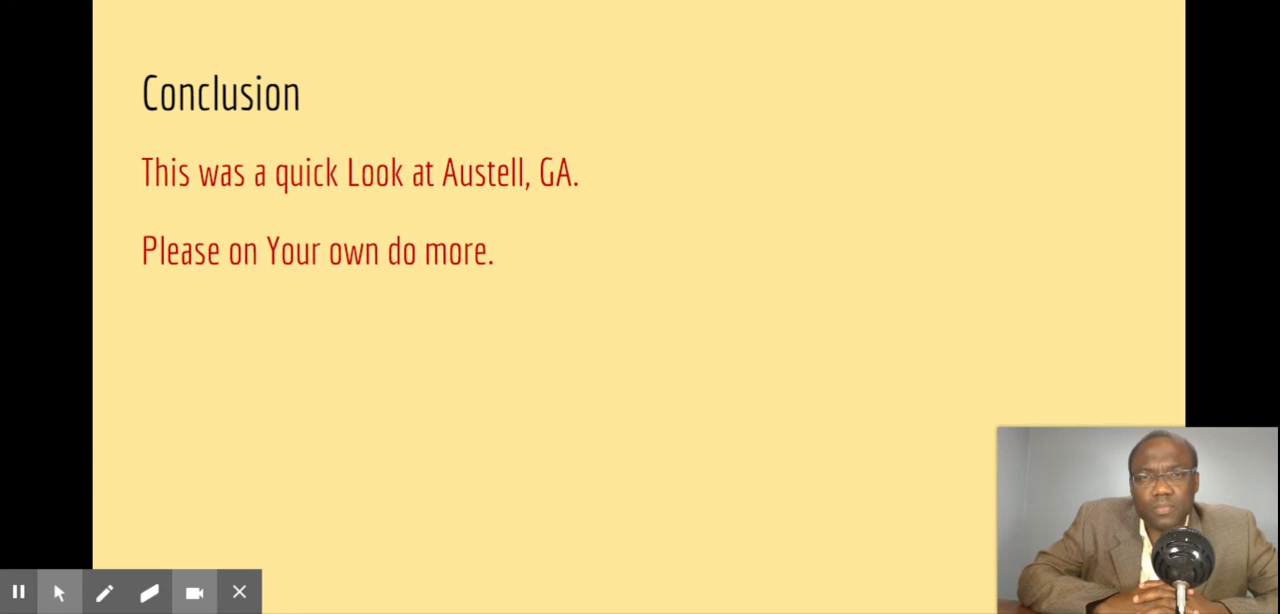 Conclusion
This was a quick Look at Austell, GA.
Please on Your own do more.